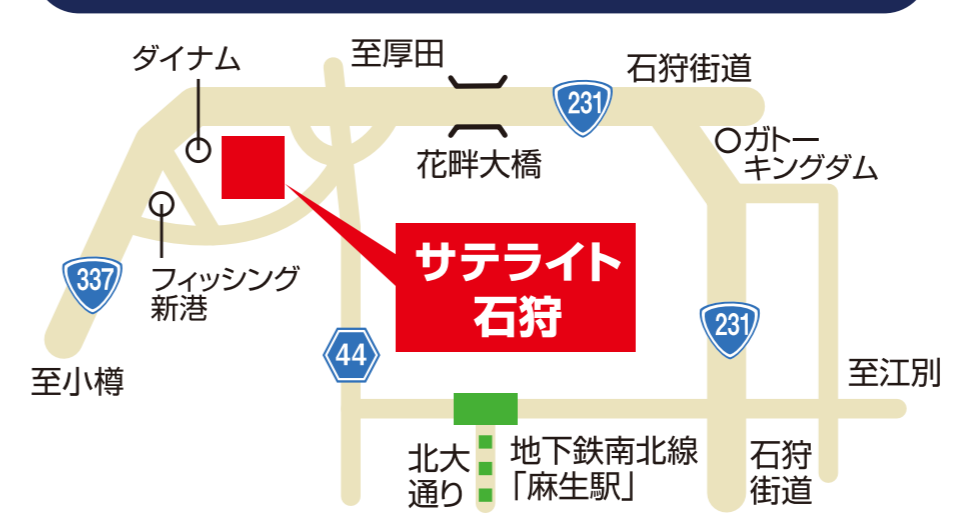 ダイナム
至厚田
石狩街道
231
花畔大橋
ガトー
キングダム
サテライト
石狩
337
フィッシング
新港
231
44
至小樽
至江別
北大
通り
地下鉄南北線
「麻生駅」
石狩
街道